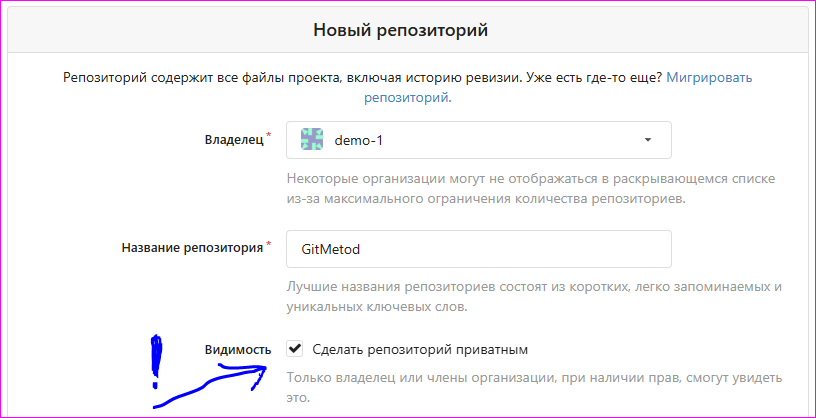 Новый репозиторий
Репозиторий содержит все файлы проекта, включая историю ревизии. Уже есть где-то еще? Мигрировать
репозиторий.
Владелец * demo-1
Некоторые организации могут не отображаться в раскрывающемся списке
из-за максимального ограничения количества репозиториев.
Название репозитория * GitMetod
Лучшие названия репозиториев состоят из коротких, легко запоминаемых и
уникальных ключевых слов.
!
Видимость Сделать репозиторий приватным
Только владелец или члены организации, при наличии прав, смогут увидеть
это.